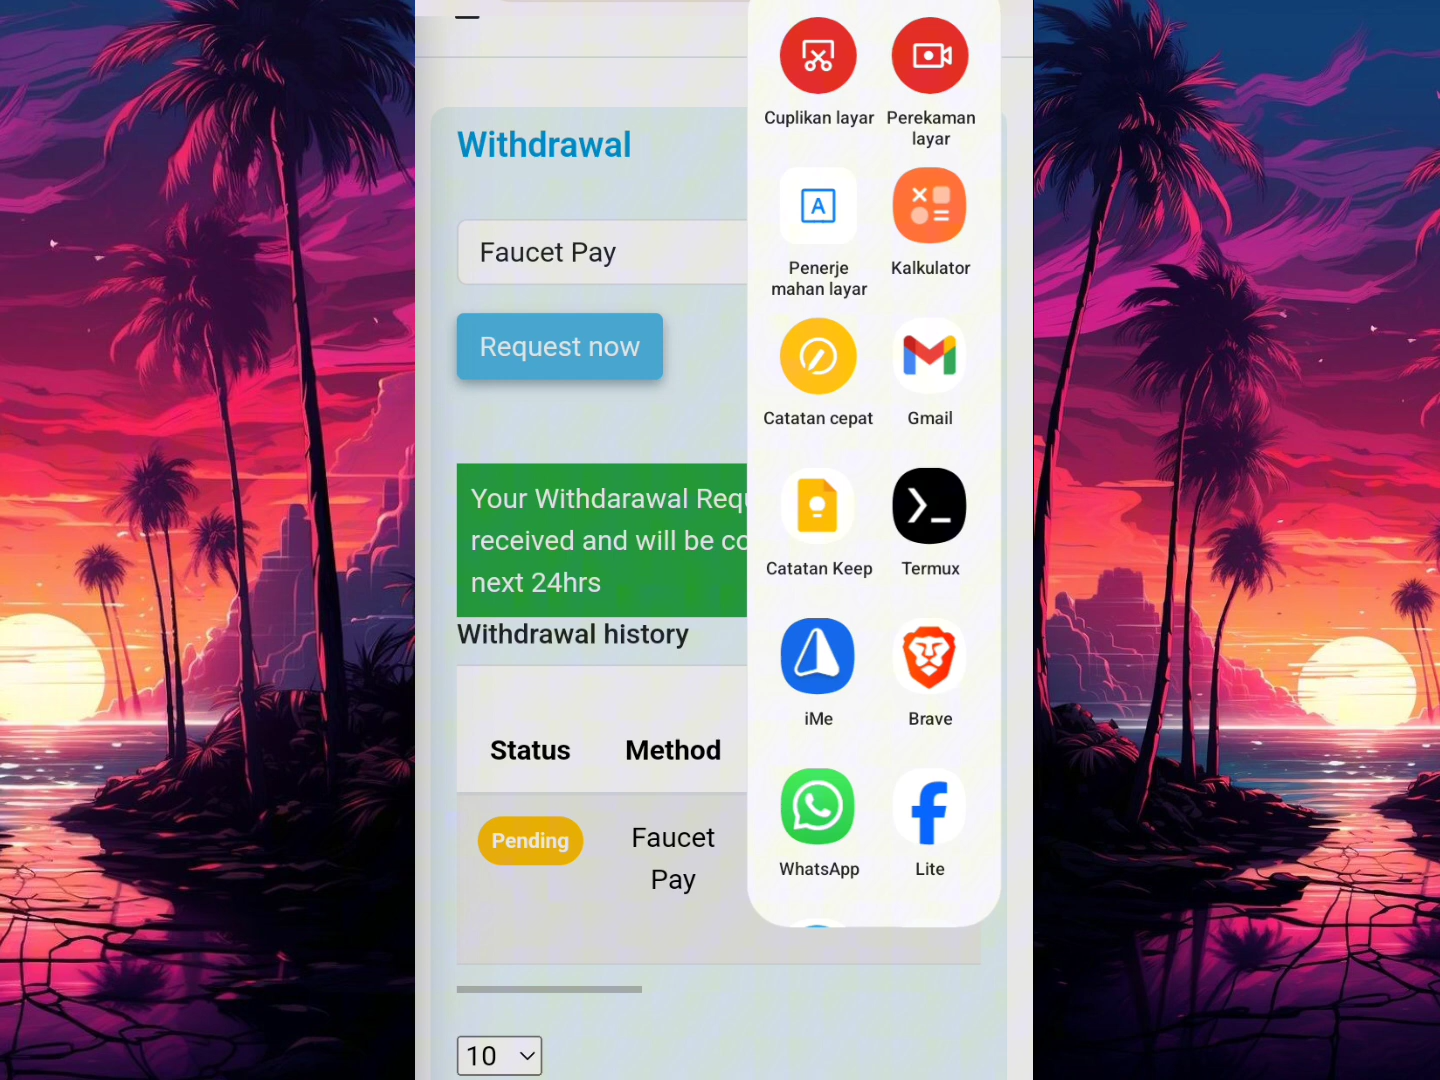 Withdrawal
Faucet Pay
Request now
Your Withdarawal Requ
received and will be co
next 24hrs
Withdrawal history
Status Method
Pending
Faucet
Pay
10
Cuplikan layar
Perekaman
layar
Penerje
mahan layar
Kalkulator
Catatan cepat
Gmail
Catatan Keep
Termux
iMe
Brave
WhatsApp
Lite